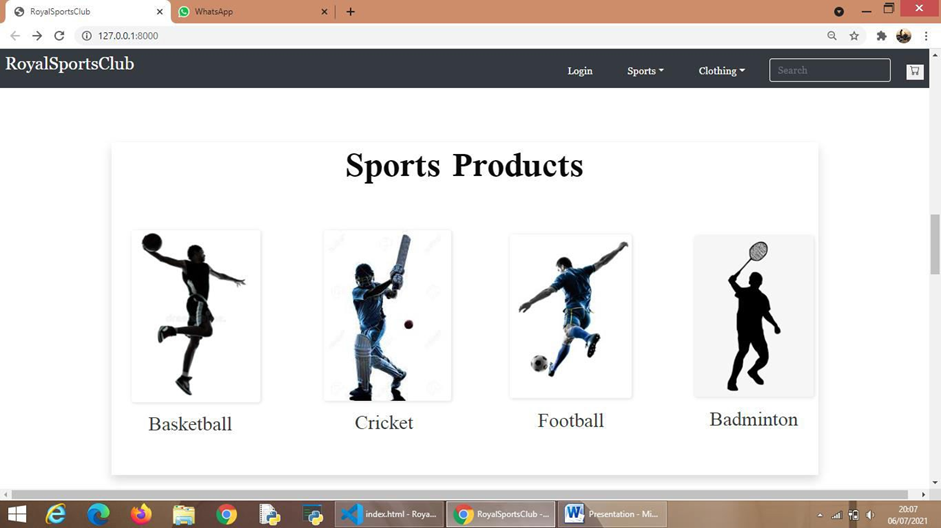 RoyalSportsClub
WhatsApp
127.0.0.1:8000
RoyalSportsClub
Login
Sports
Clothing
Search
Sports Products
Basketball
Cricket
Football
Badminton
index.html - Roya...
RoyalSportsClub -...
Presentation - Mi...
20:07
06/07/2021